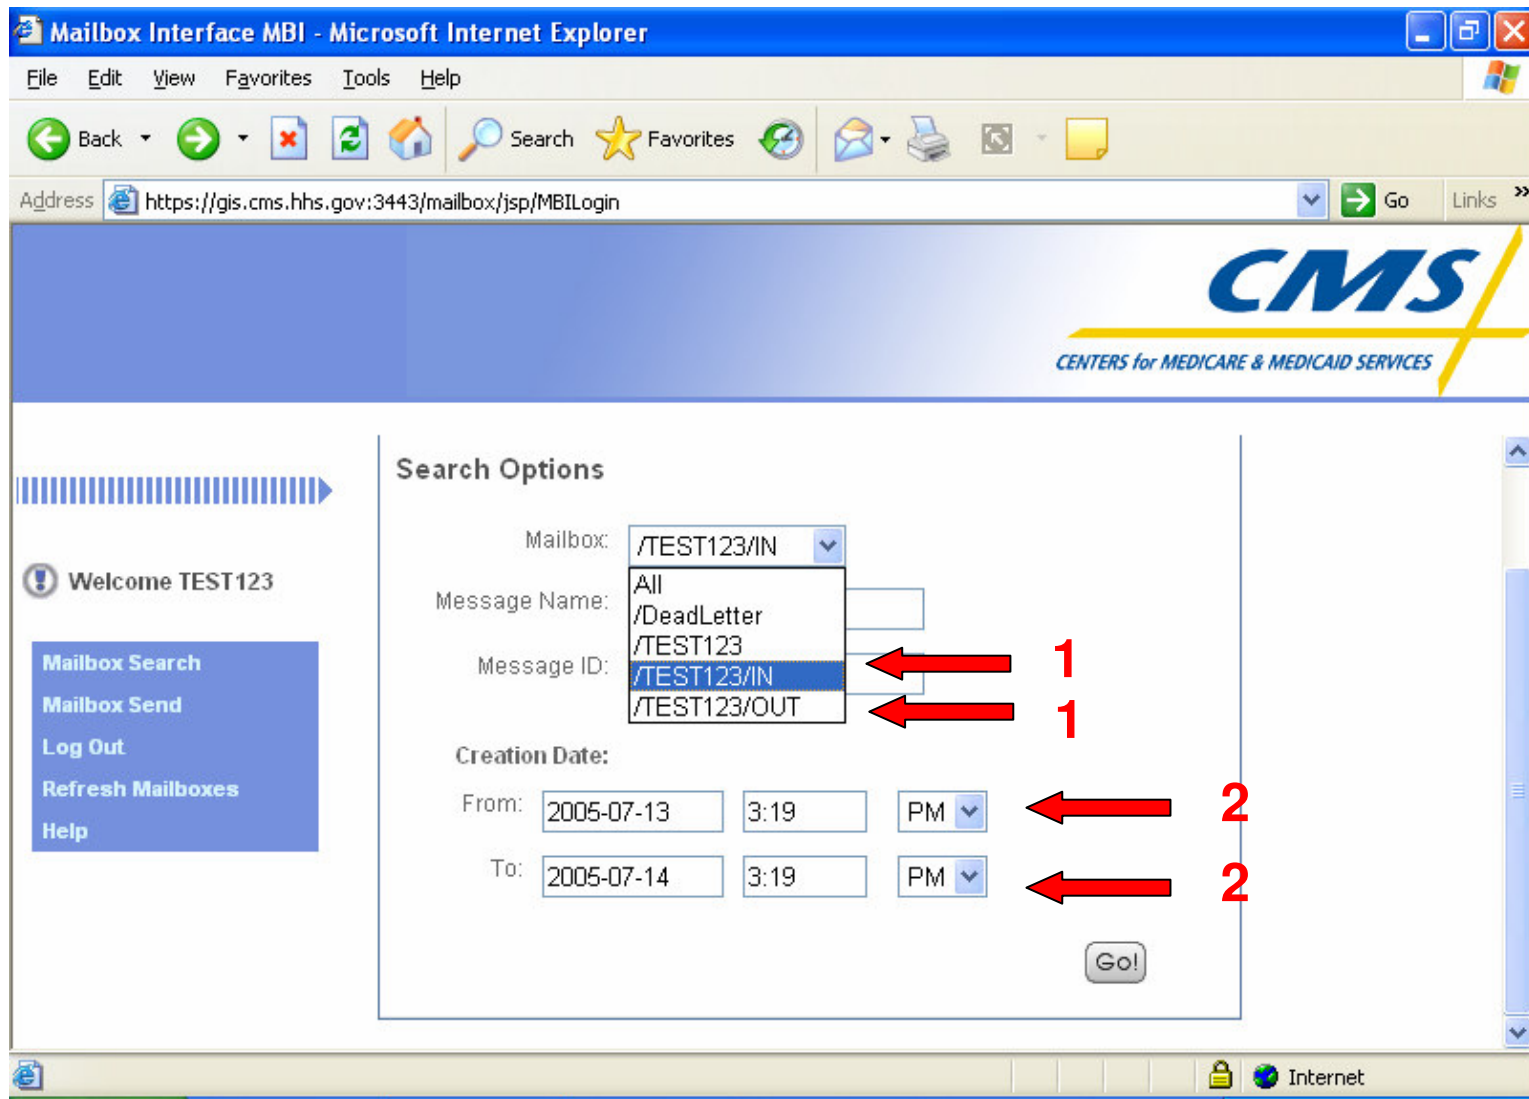 Mailbox Interface MBI - Microsoft Internet Explorer
File Edit View Favorites Tools Help
Back Search Favorites
Address https://gis.cms.hhs.gov:3443/mailbox/jsp/MBILogin Go Links »
CMS
CENTERS for MEDICARE & MEDICAID SERVICES
Search Options
Mailbox: /TEST123/IN
Welcome TEST123
All
Message Name:
/DeadLetter
/TEST123
Message ID:
/TEST123/IN 1
/TEST123/OUT 1
Mailbox Search
Mailbox Send
Log Out
Refresh Mailboxes
Help
Creation Date:
From: 2005-07-13 3:19 PM 2
To: 2005-07-14 3:19 PM 2
Go!
Internet